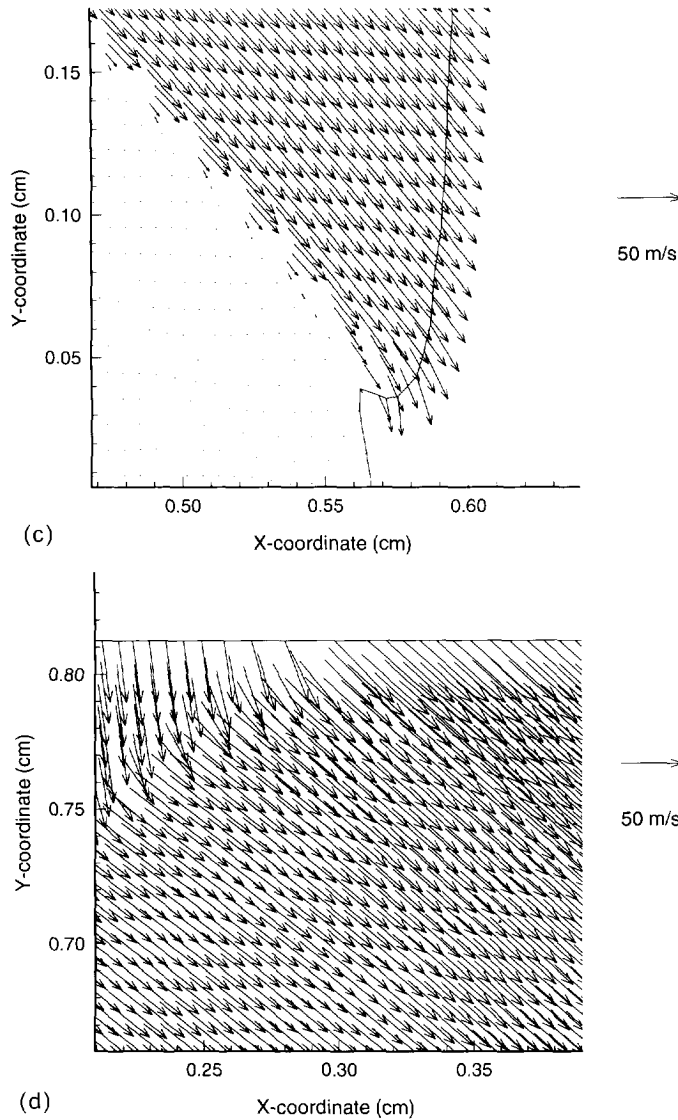 0.15
0.10
0.05
Y-coordinate (cm)
50 m/s
0.50 0.55 0.60
(c)
X-coordinate (cm)
0.80
0.75
0.70
Y-coordinate (cm)
50 m/s
0.25 0.30 0.35
(d)
X-coordinate (cm)